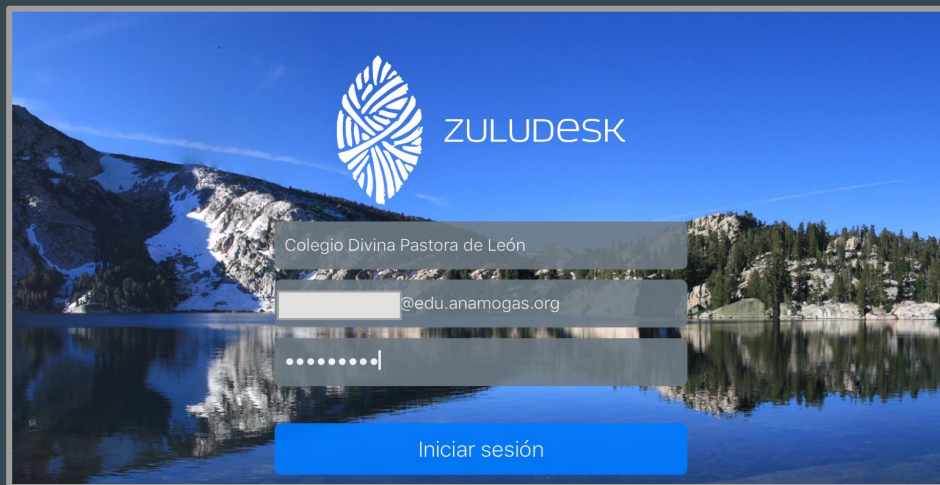 ZULUDESK
Colegio Divina Pastora de León
@edu.anamogas.org
Iniciar sesión